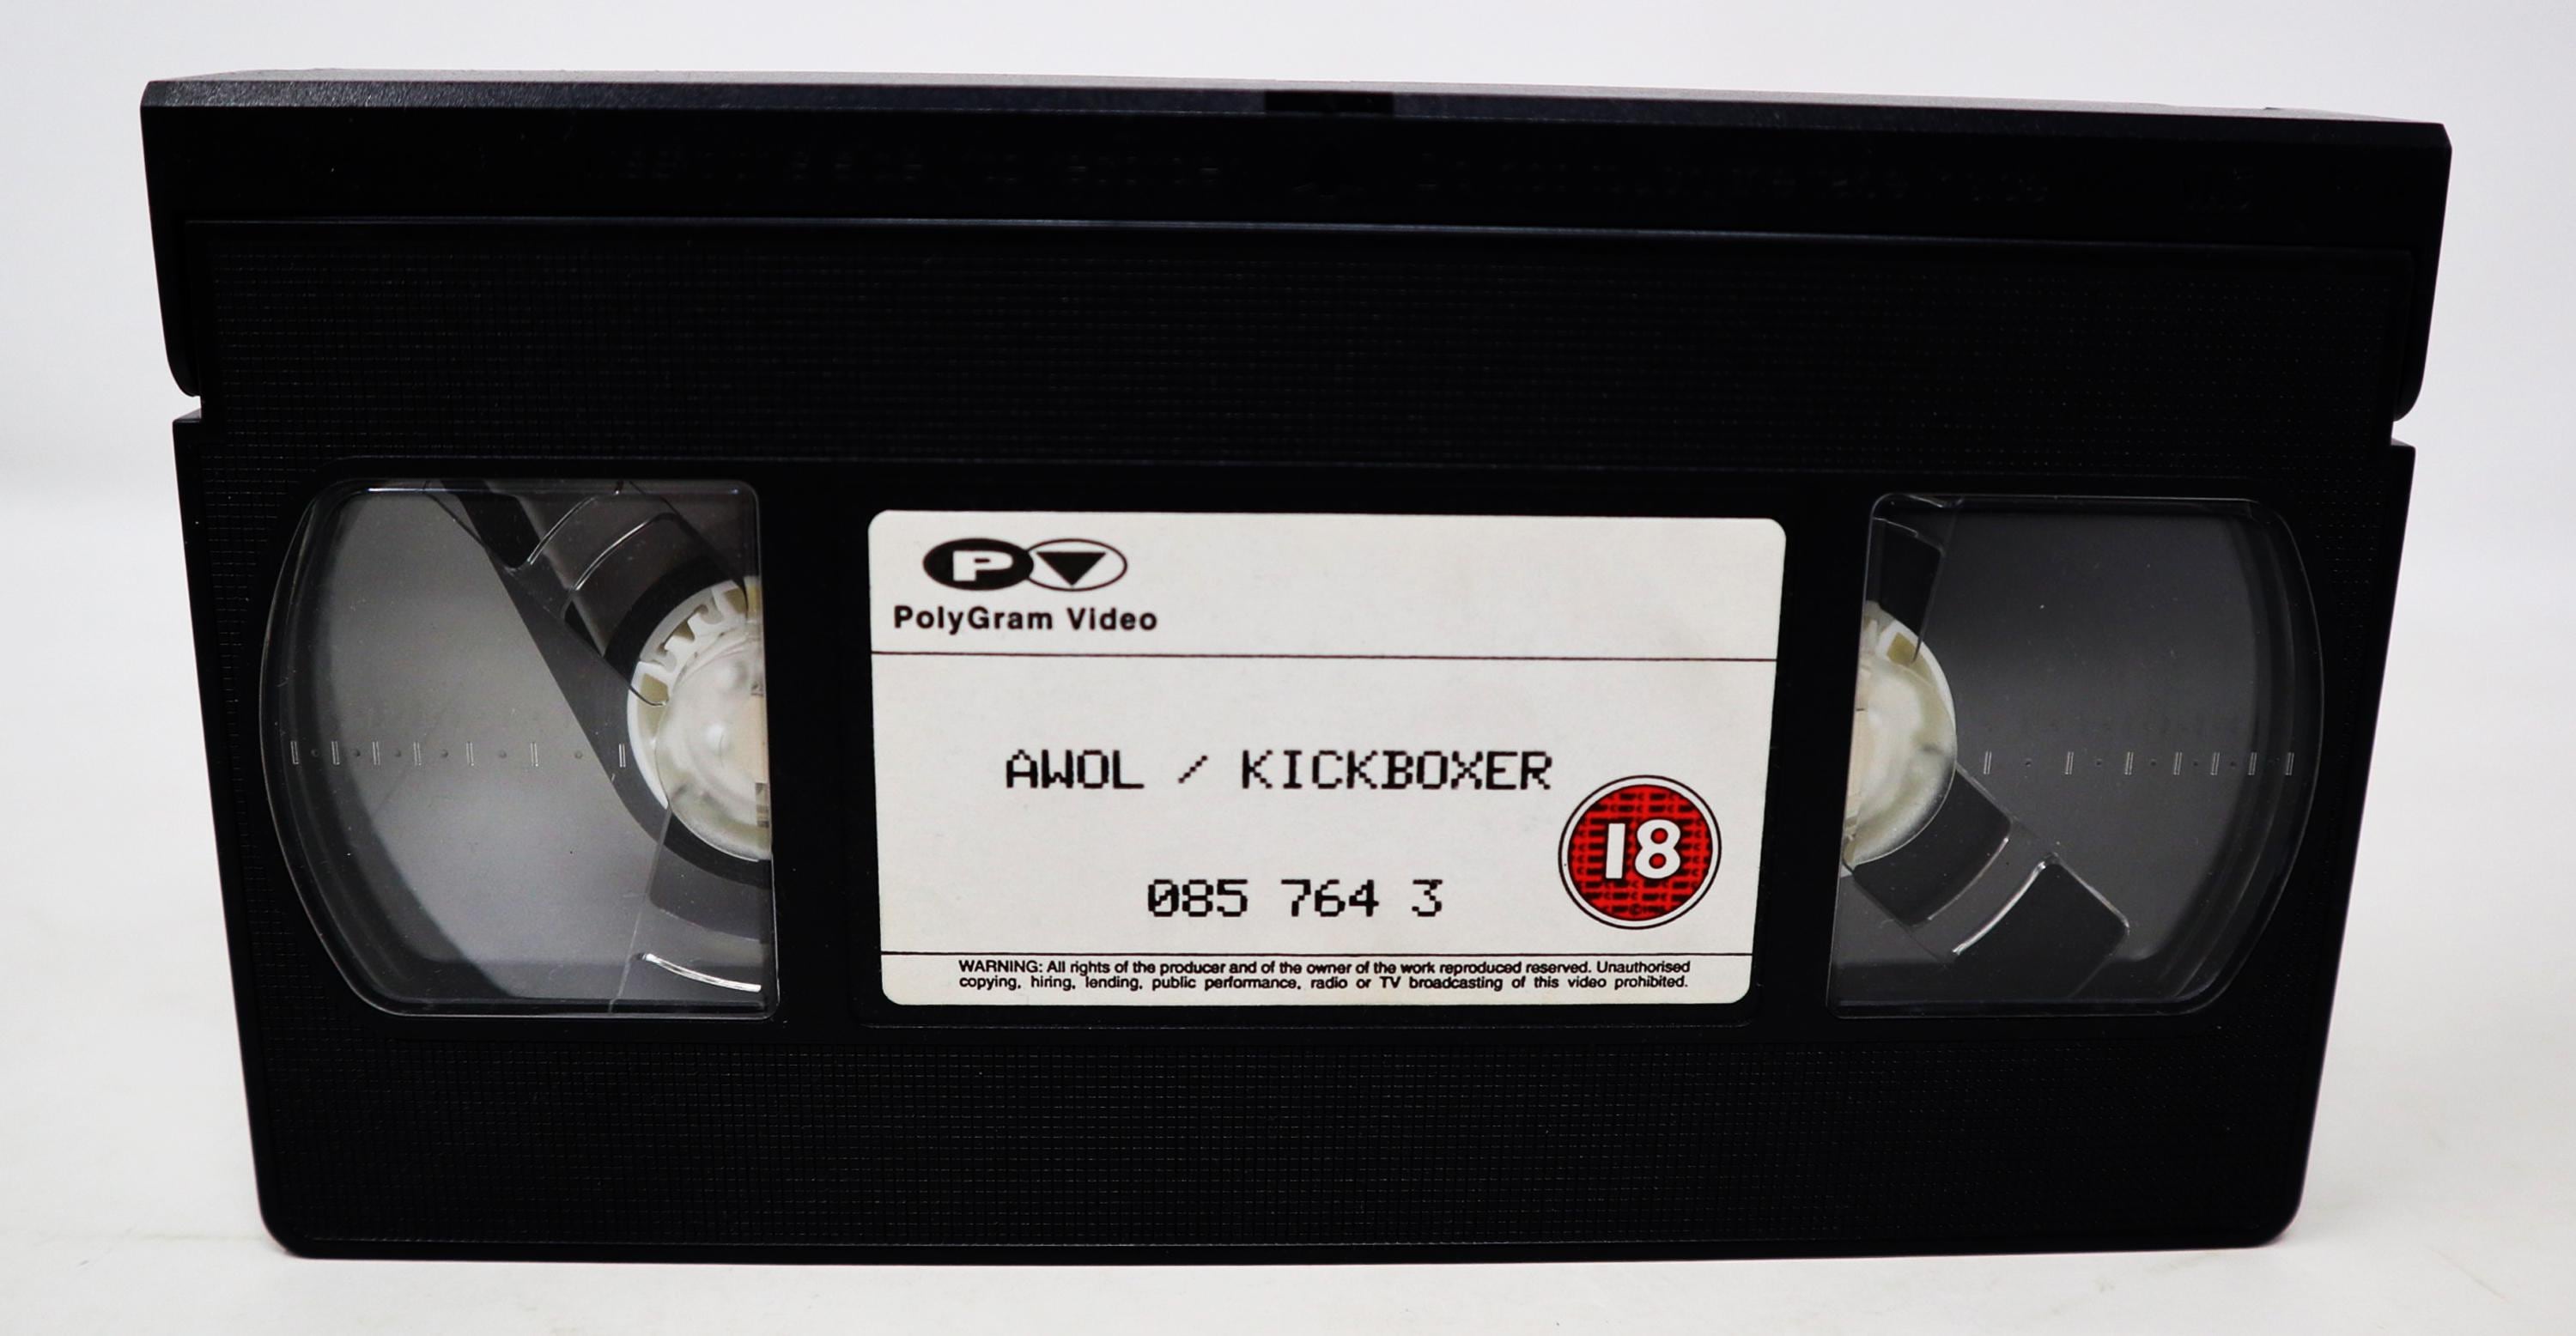 P
PolyGram Video
AWOL / KICKBOXER
18
085 764 3
WARNING: All rights of the producer and of the owner of the work reproduced reserved. Unauthorised
copying, hiring, lending, public performance, radio or TV broadcasting of this video prohibited.